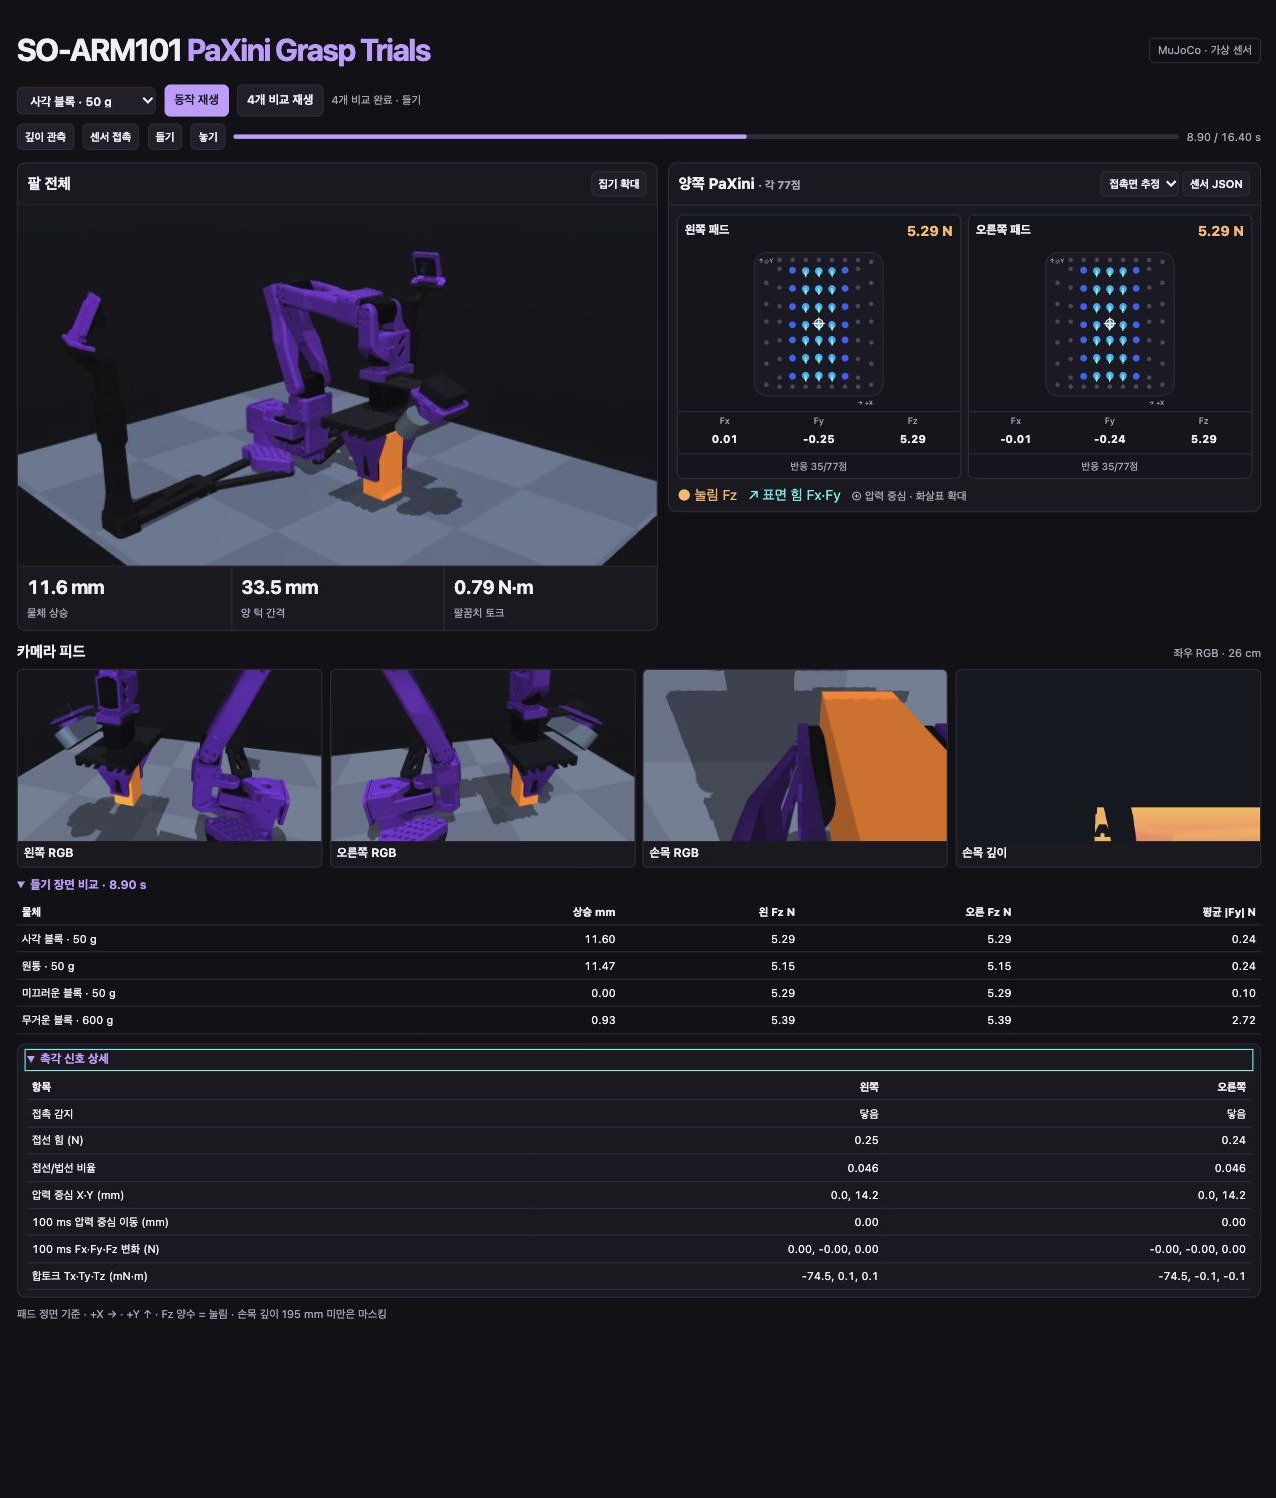 SO-ARM101 PaXini Grasp Trials
MuJoCo · 가상 센서
사각 블록 · 50 g
동작 재생
4개 비교 재생
4개 비교 완료 · 들기
깊이 관측
센서 접촉
들기
놓기
8.90 / 16.40 s
팔 전체
집기 확대
11.6 mm
물체 상승
33.5 mm
양 턱 간격
0.79 N·m
팔꿈치 토크
양쪽 PaXini · 각 77점
접촉면 추정
센서 JSON
왼쪽 패드
5.29 N
→ +X
Fx Fy Fz
0.01 -0.25 5.29
반응 35/77점
오른쪽 패드
5.29 N
→ +X
Fx Fy Fz
-0.01 -0.24 5.29
반응 35/77점
눌림 Fz ↗ 표면 힘 Fx·Fy ⊙ 압력 중심 · 화살표 확대
카메라 피드
좌우 RGB · 26 cm
왼쪽 RGB
오른쪽 RGB
손목 RGB
손목 깊이
▼ 들기 장면 비교 · 8.90 s
물체 상승 mm 왼 Fz N 오른 Fz N 평균 |Fy| N
사각 블록 · 50 g 11.60 5.29 5.29 0.24
원통 · 50 g 11.47 5.15 5.15 0.24
미끄러운 블록 · 50 g 0.00 5.29 5.29 0.10
무거운 블록 · 600 g 0.93 5.39 5.39 2.72
▼ 촉각 신호 상세
항목 왼쪽 오른쪽
접촉 감지 닿음 닿음
접선 힘 (N) 0.25 0.24
접선/법선 비율 0.046 0.046
압력 중심 X·Y (mm) 0.0, 14.2 0.0, 14.2
100 ms 압력 중심 이동 (mm) 0.00 0.00
100 ms Fx·Fy·Fz 변화 (N) 0.00, -0.00, 0.00 -0.00, -0.00, 0.00
합토크 Tx·Ty·Tz (mN·m) -74.5, 0.1, 0.1 -74.5, -0.1, -0.1
패드 정면 기준 · +X → · +Y ↑ · Fz 양수 = 눌림 · 손목 깊이 195 mm 미만은 마스킹